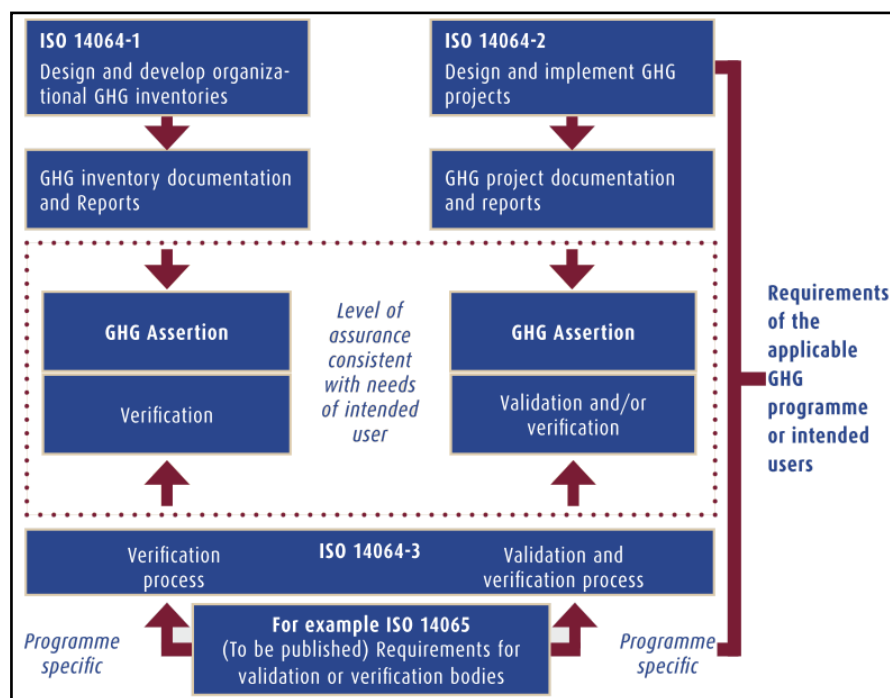 ISO 14064-1
Design and develop organiza-
tional GHG inventories
ISO 14064-2
Design and implement GHG
projects
GHG inventory documentation
and Reports
GHG project documentation
and reports
GHG Assertion
Verification
Level of
assurance
consistent
with needs
of intended
user
GHG Assertion
Validation and/or
verification
Requirements
of the
applicable
GHG
programme
or intended
users
Verification
process
ISO 14064-3
Validation and
verification process
Programme
specific
For example ISO 14065
(To be published) Requirements for
validation or verification bodies
Programme
specific